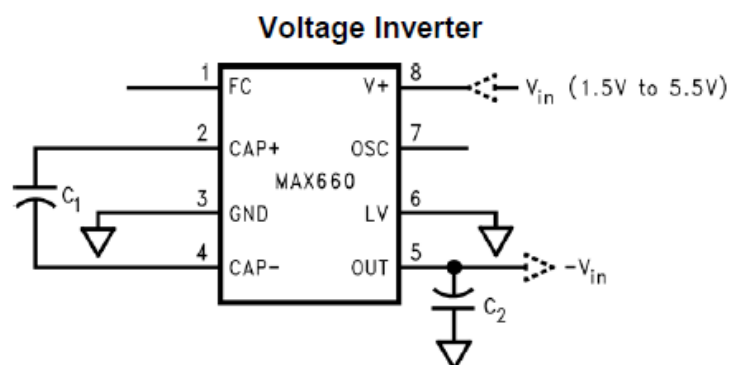 Voltage Inverter
1 FC V+ 8 Vin (1.5V to 5.5V)
2 CAP+ OSC 7
C1 MAX660
3 GND LV 6
4 CAP- OUT 5 -Vin
C2